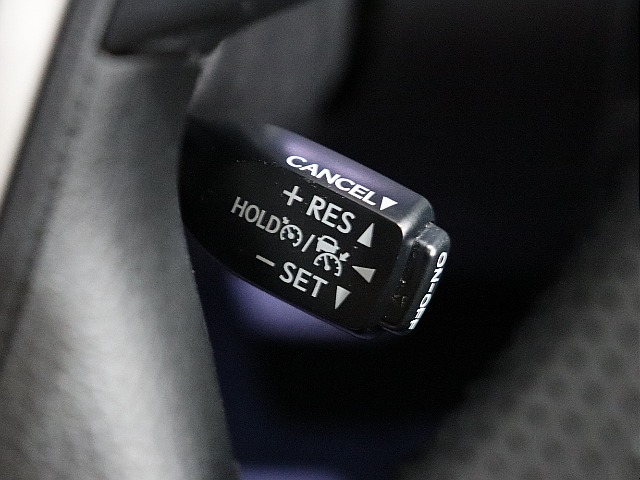 CANCEL▼
+ RES ▲
HOLD / ◀
− SET ▼
ON-OFF